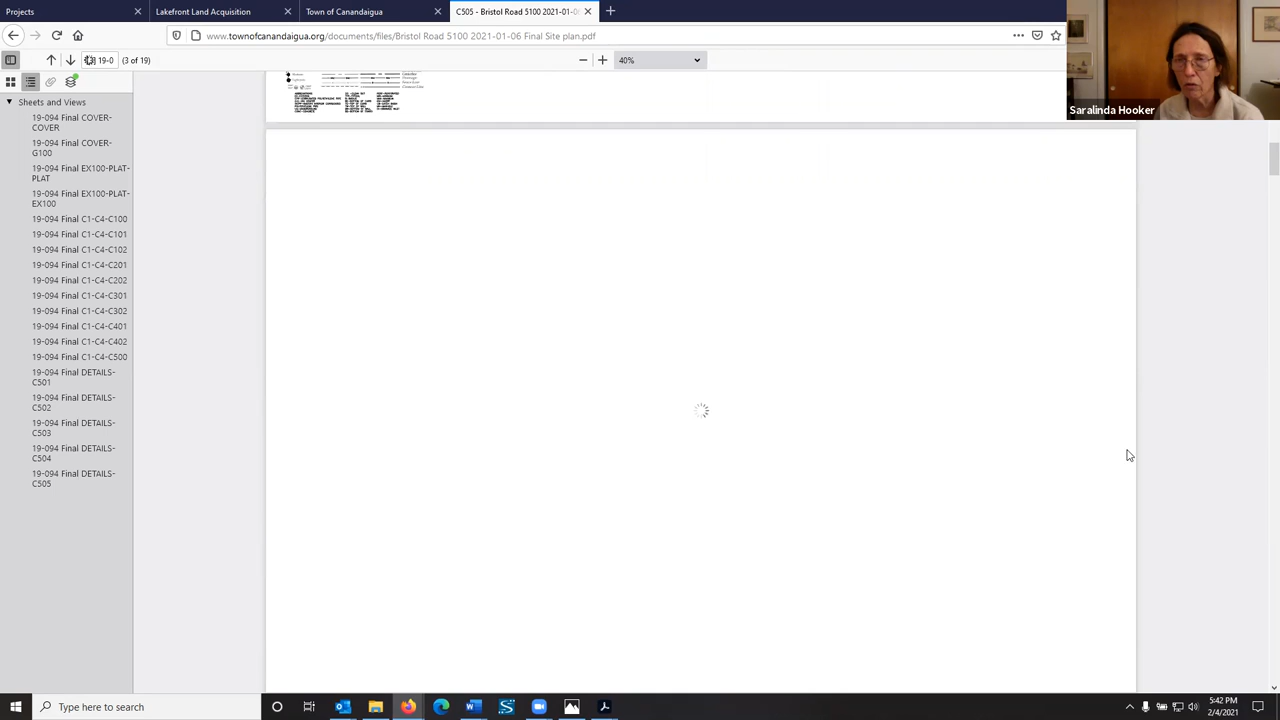 Projects
Lakefront Land Acquisition
Town of Canandaigua
C505 - Bristol Road 5100 2021-01-0
www.townofcanandaigua.org/documents/files/Bristol Road 5100 2021-01-06 Final Site plan.pdf
19-0
(3 of 19)
40%
Sheets and Views
19-094 Final COVER-
COVER
19-094 Final COVER-
G100
19-094 Final EX100-PLAT-
PLAT
19-094 Final EX100-PLAT-
EX100
19-094 Final C1-C4-C100
19-094 Final C1-C4-C101
19-094 Final C1-C4-C102
19-094 Final C1-C4-C201
19-094 Final C1-C4-C202
19-094 Final C1-C4-C301
19-094 Final C1-C4-C302
19-094 Final C1-C4-C401
19-094 Final C1-C4-C402
19-094 Final C1-C4-C500
19-094 Final DETAILS-
C501
19-094 Final DETAILS-
C502
19-094 Final DETAILS-
C503
19-094 Final DETAILS-
C504
19-094 Final DETAILS-
C505
Saralinda Hooker
Type here to search
5:42 PM
2/4/2021